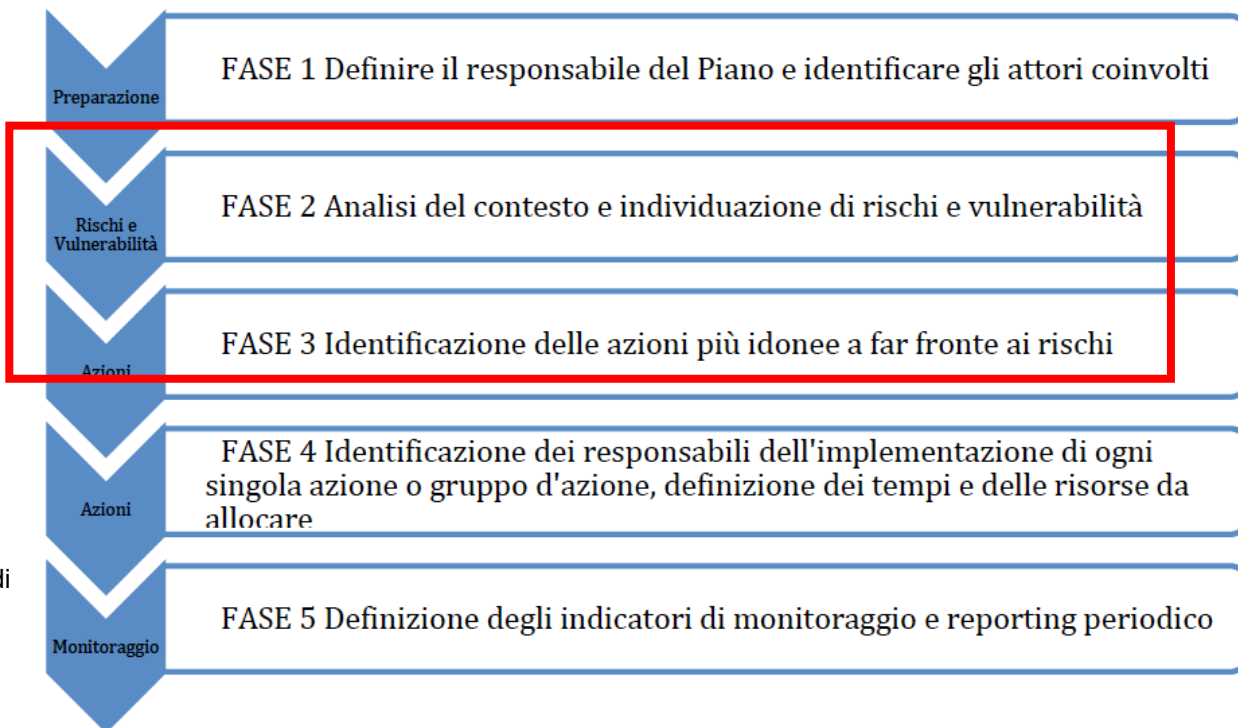 Preparazione
FASE 1 Definire il responsabile del Piano e identificare gli attori coinvolti
Rischi e
Vulnerabilità
FASE 2 Analisi del contesto e individuazione di rischi e vulnerabilità
Azioni
FASE 3 Identificazione delle azioni più idonee a far fronte ai rischi
Azioni
FASE 4 Identificazione dei responsabili dell'implementazione di ogni
singola azione o gruppo d'azione, definizione dei tempi e delle risorse da
allocare
di
Monitoraggio
FASE 5 Definizione degli indicatori di monitoraggio e reporting periodico